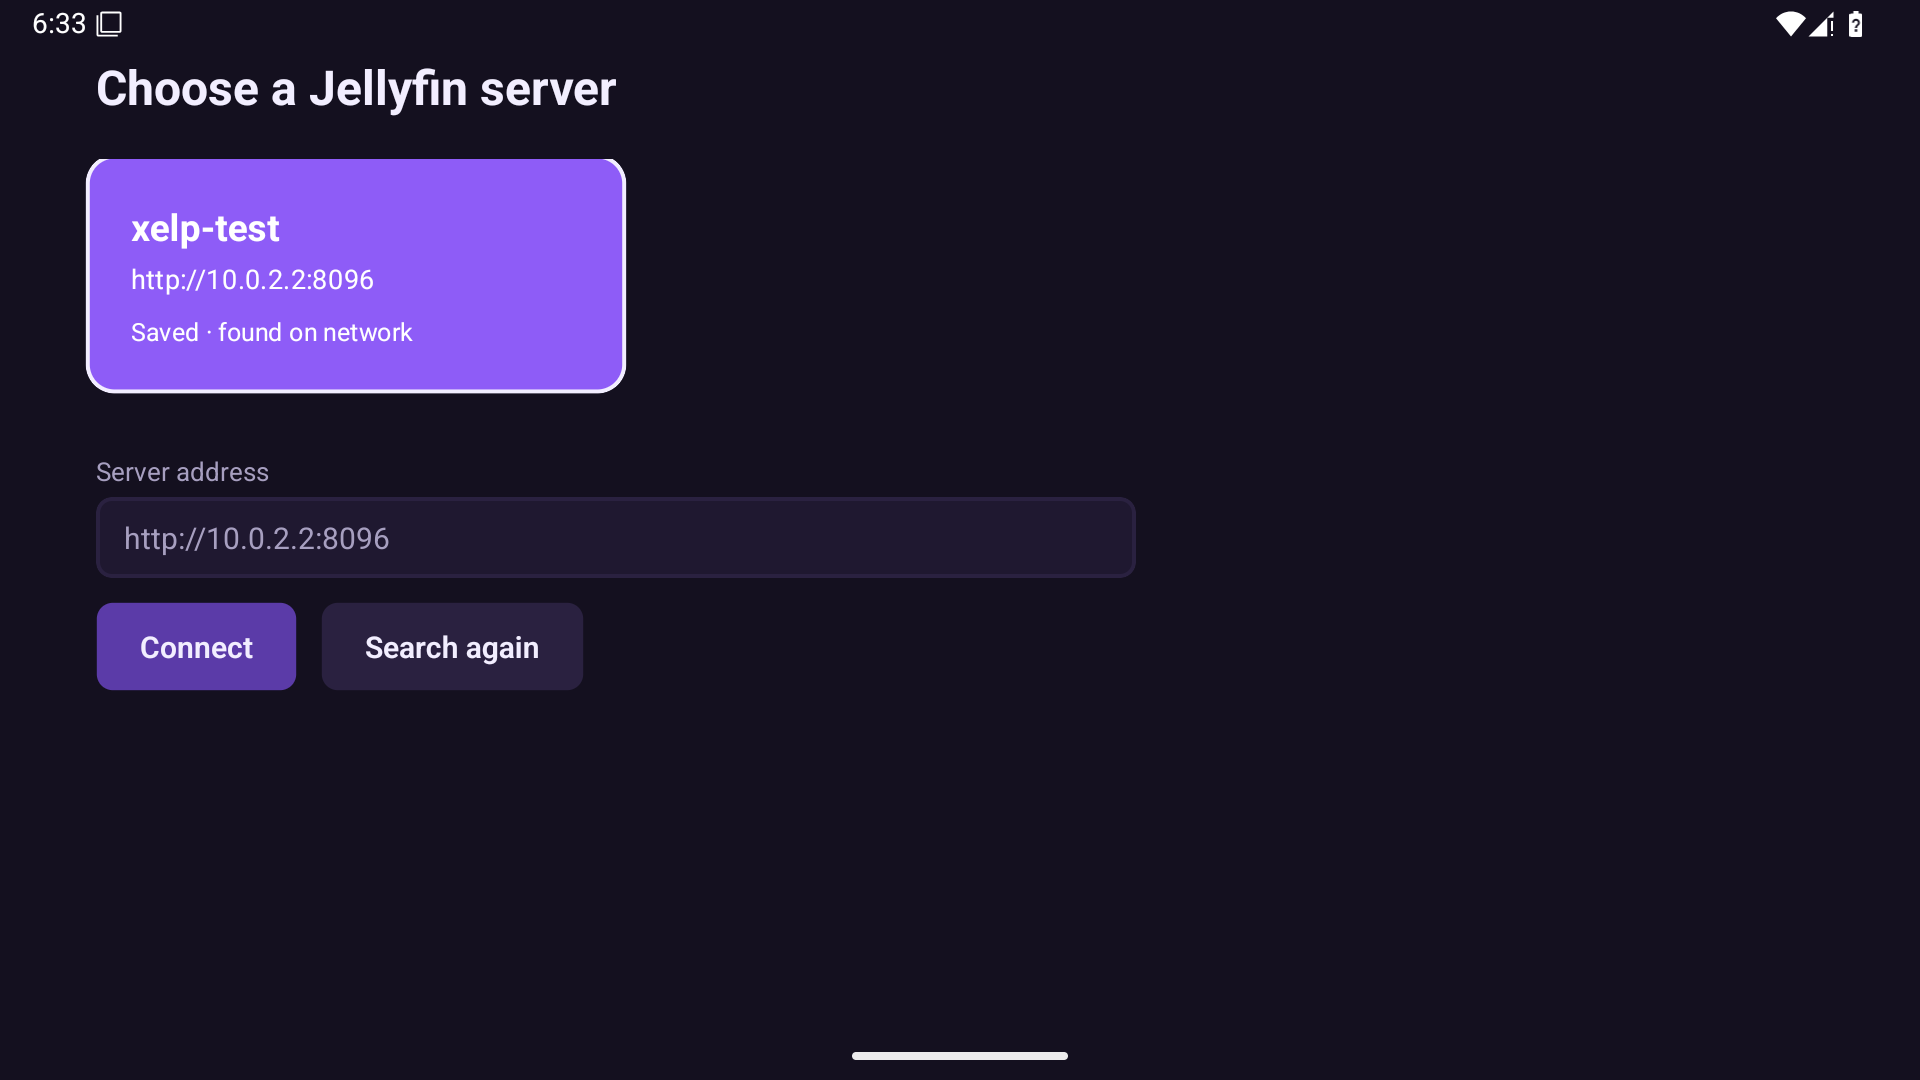 6:33
Choose a Jellyfin server
xelp-test
http://10.0.2.2:8096
Saved · found on network
Server address
http://10.0.2.2:8096
Connect
Search again